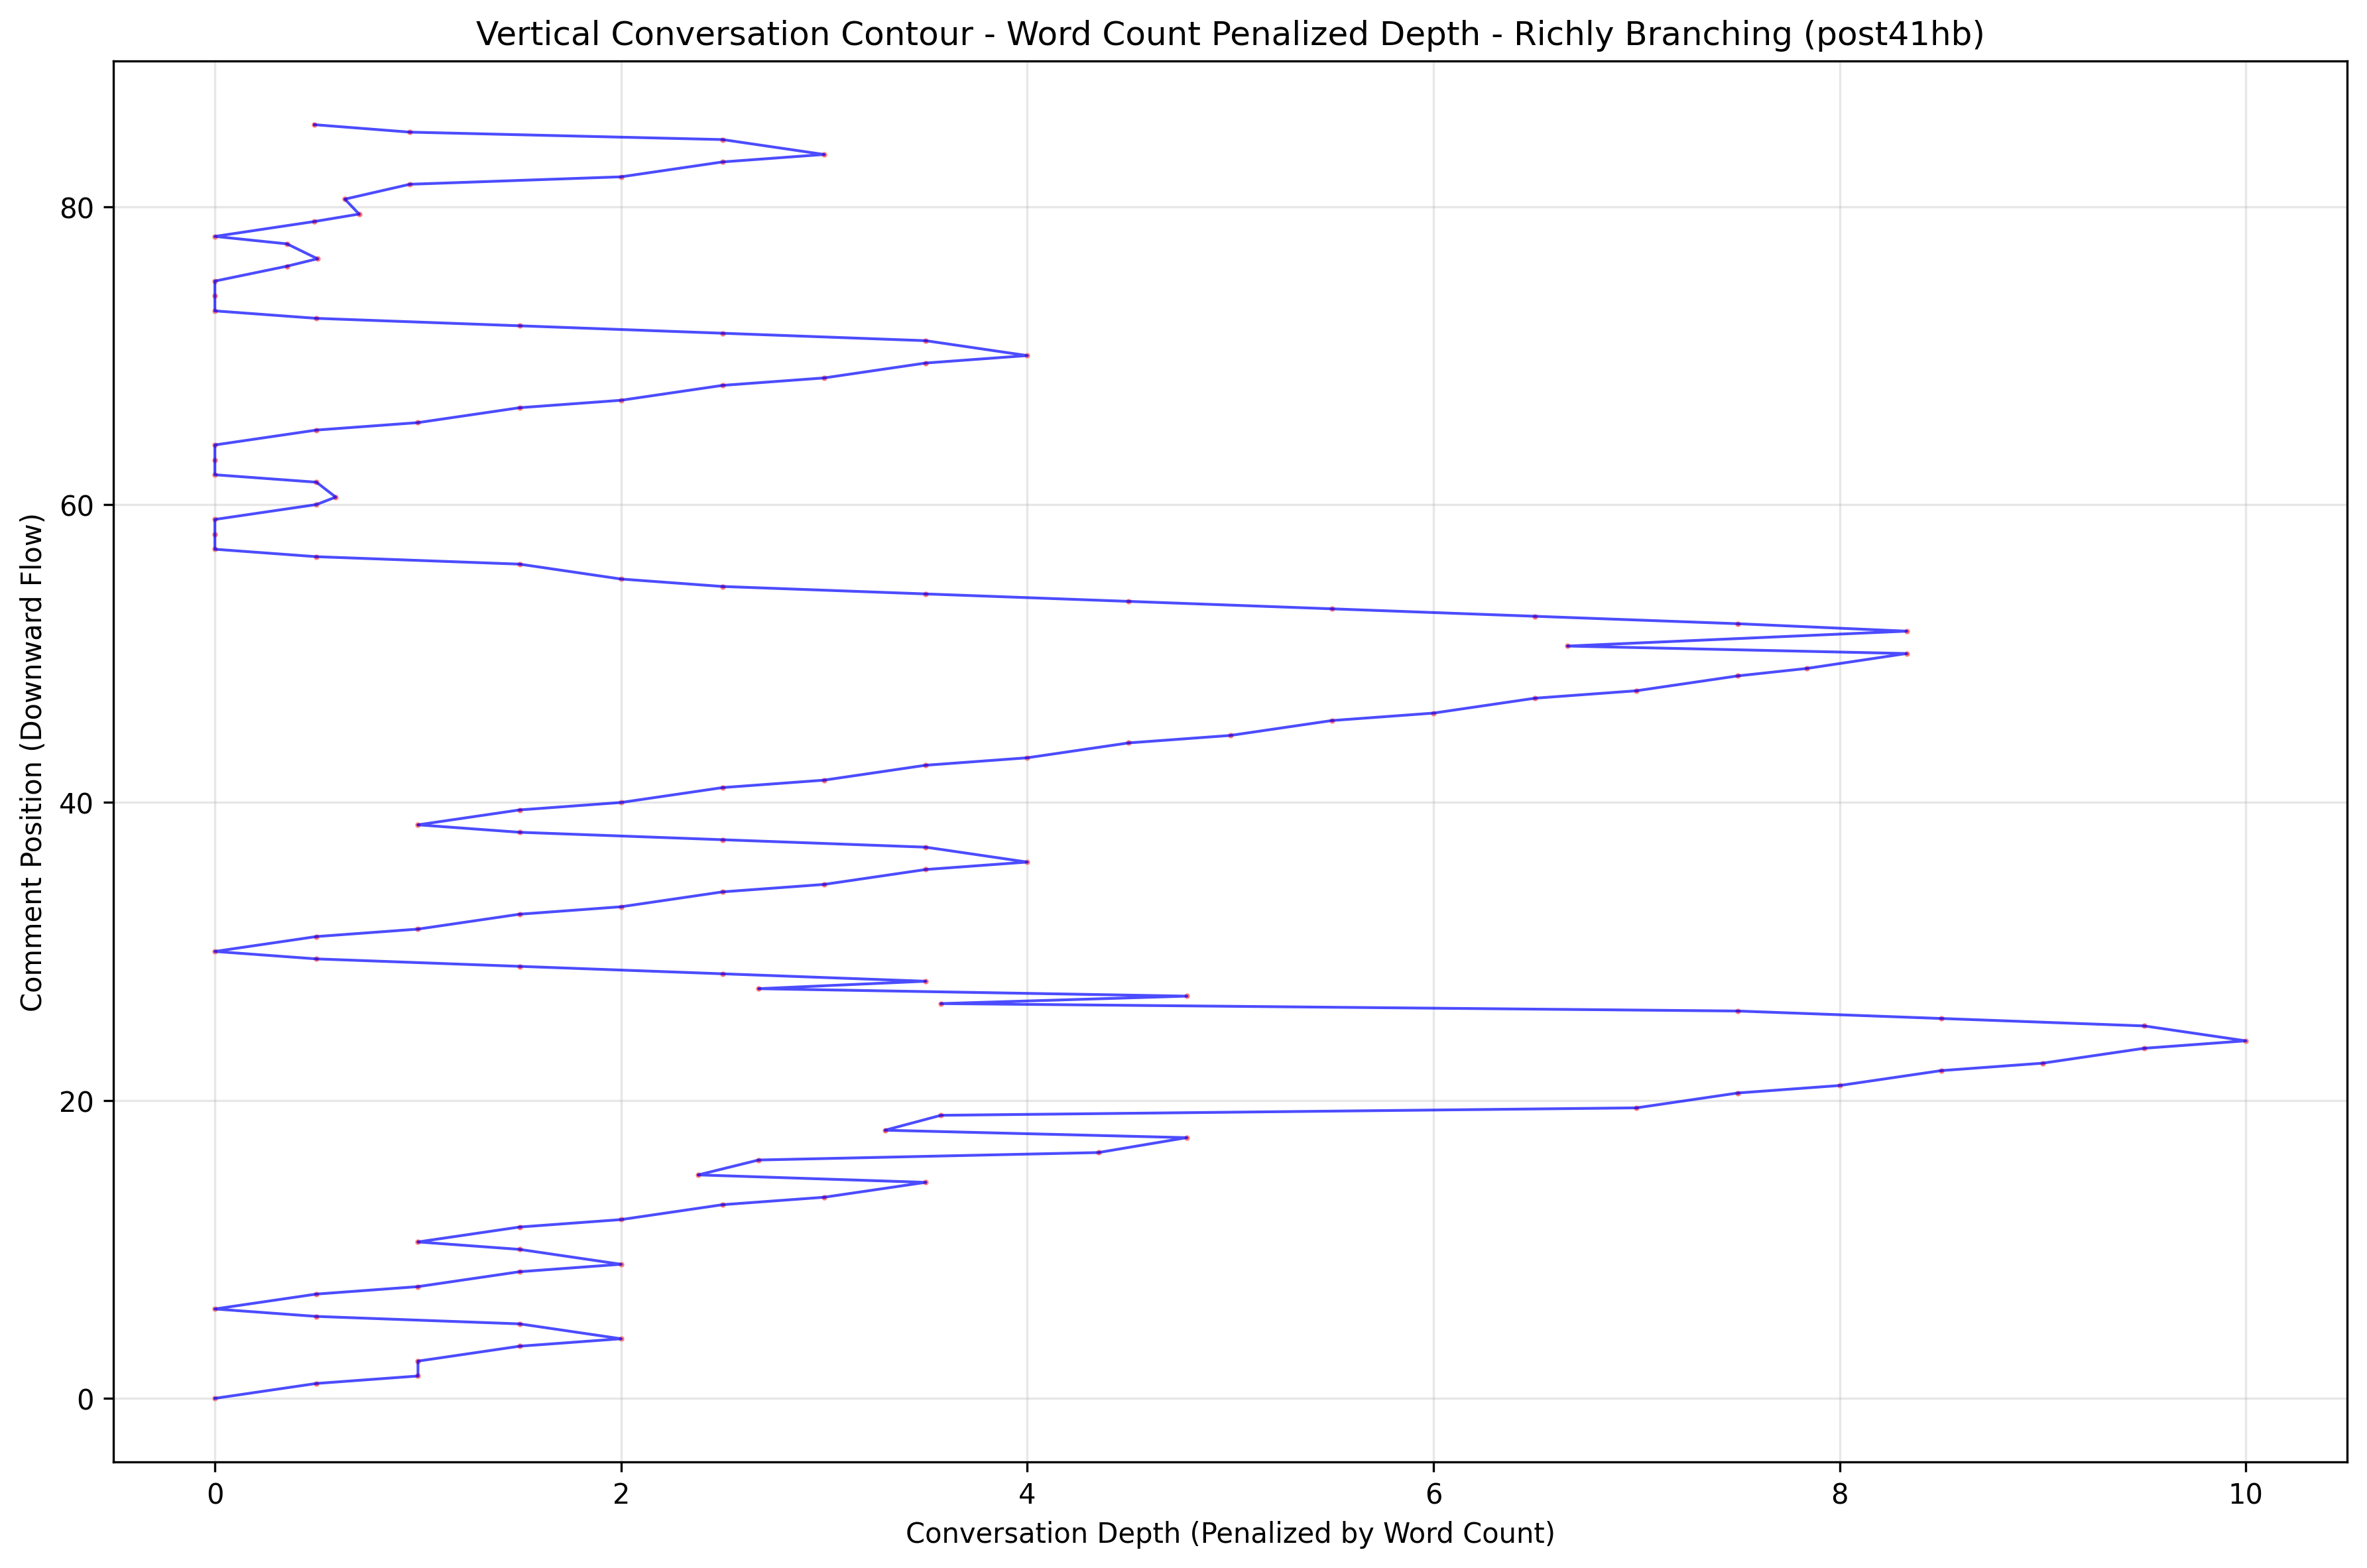 Vertical Conversation Contour - Word Count Penalized Depth - Richly Branching (post41hb)
Comment Position (Downward Flow)
80
60
40
20
0
0 2 4 6 8 10
Conversation Depth (Penalized by Word Count)